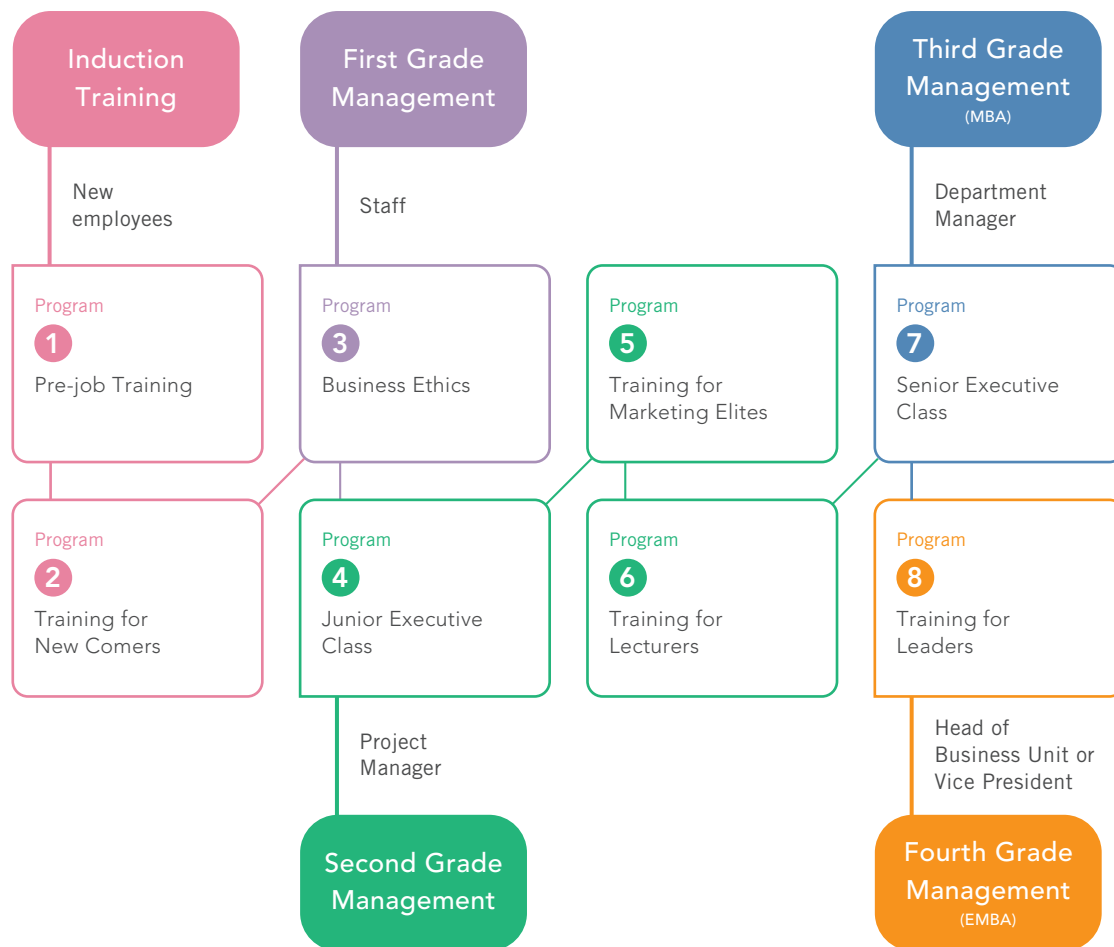 Induction
Training
New
employees
Program
1
Pre-job Training
Program
2
Training for
New Comers
First Grade
Management
Staff
Program
3
Business Ethics
Program
4
Junior Executive
Class
Project
Manager
Second Grade
Management
Program
5
Training for
Marketing Elites
Program
6
Training for
Lecturers
Third Grade
Management
(MBA)
Department
Manager
Program
7
Senior Executive
Class
Program
8
Training for
Leaders
Head of
Business Unit or
Vice President
Fourth Grade
Management
(EMBA)